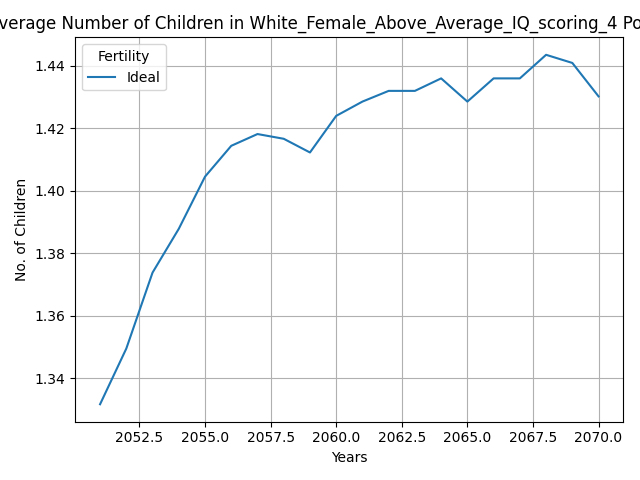 verage Number of Children in White_Female_Above_Average_IQ_scoring_4 Po
Fertility
Ideal
1.44
1.42
1.40
1.38
1.36
1.34
No. of Children
2052.5 2055.0 2057.5 2060.0 2062.5 2065.0 2067.5 2070.0
Years